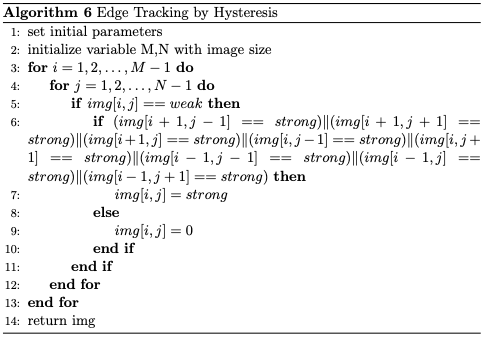 Algorithm 6 Edge Tracking by Hysteresis
1: set initial parameters
2: initialize variable M,N with image size
3: for i = 1, 2, . . . , M − 1 do
4: for j = 1, 2, . . . , N − 1 do
5: if img[i, j] == weak then
6: if (img[i + 1, j − 1] == strong)‖(img[i + 1, j + 1] ==
strong)‖(img[i+1, j] == strong)‖(img[i, j−1] == strong)‖(img[i, j+
1] == strong)‖(img[i − 1, j − 1] == strong)‖(img[i − 1, j] ==
strong)‖(img[i−1, j+1] == strong) then
7: img[i, j] = strong
8: else
9: img[i, j] = 0
10: end if
11: end if
12: end for
13: end for
14: return img